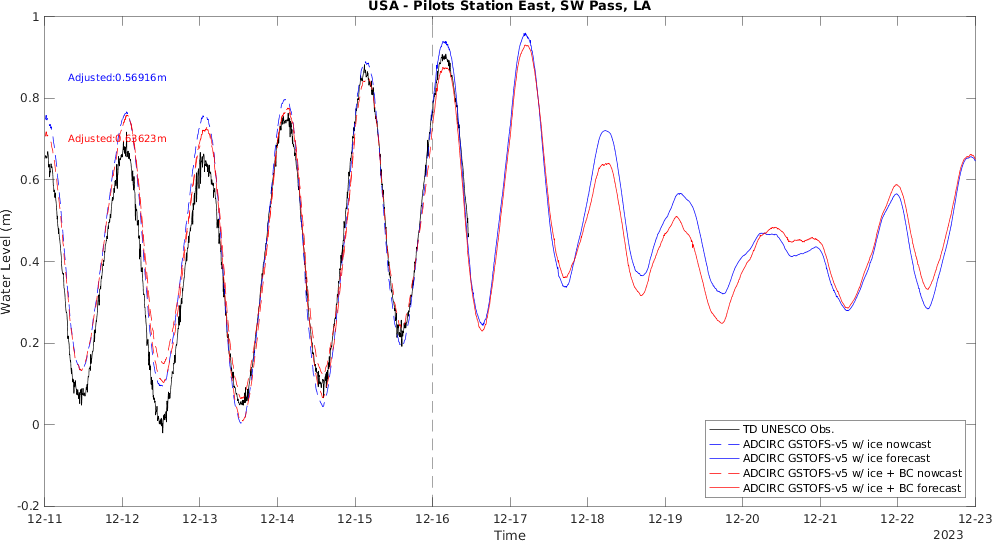 USA - Pilots Station East, SW Pass, LA
1
0.8
0.6
0.4
0.2
0
-0.2
Water Level (m)
Adjusted:0.56916m
Adjusted:0.53623m
TD UNESCO Obs.
ADCIRC GSTOFS-v5 w/ ice nowcast
ADCIRC GSTOFS-v5 w/ ice forecast
ADCIRC GSTOFS-v5 w/ ice + BC nowcast
ADCIRC GSTOFS-v5 w/ ice + BC forecast
12-11 12-12 12-13 12-14 12-15 12-16 12-17 12-18 12-19 12-20 12-21 12-22 12-23
Time
2023